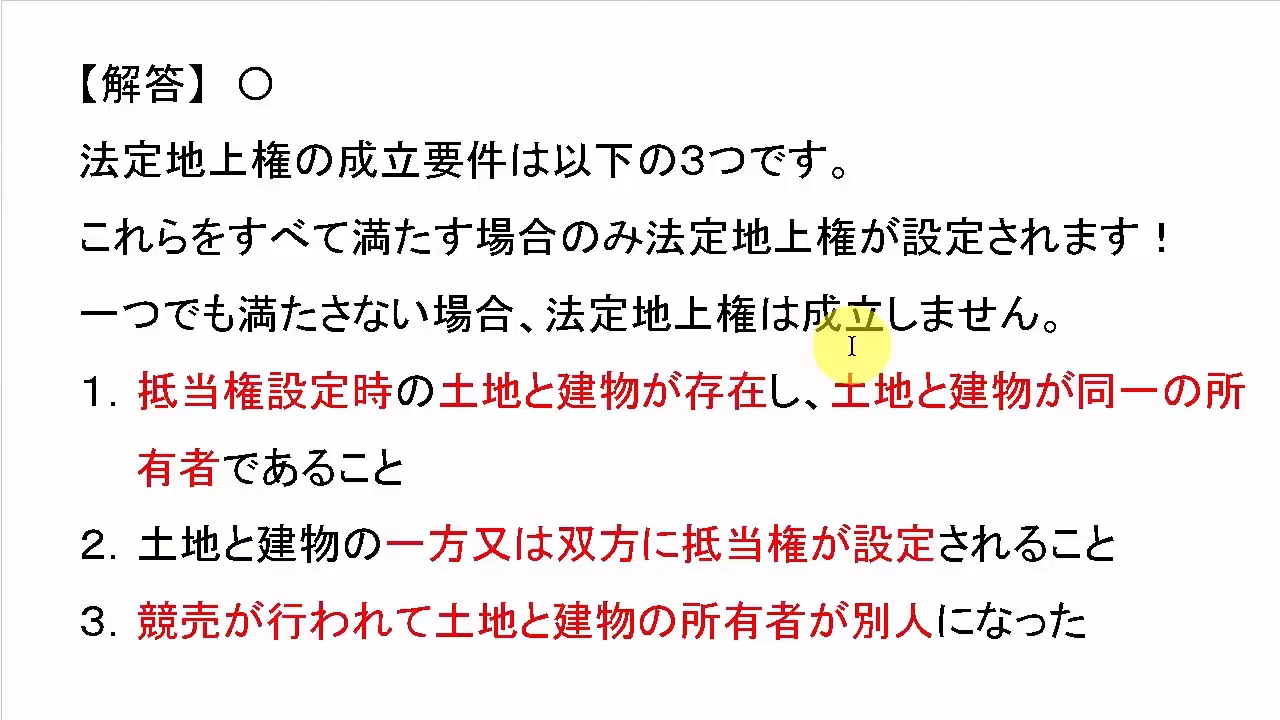 【解答】 ○
法定地上権の成立要件は以下の3つです。
これらをすべて満たす場合のみ法定地上権が設定されます！
一つでも満たさない場合、法定地上権は成立しません。
1. 抵当権設定時の土地と建物が存在し、土地と建物が同一の所
有者であること
2. 土地と建物の一方又は双方に抵当権が設定されること
3. 競売が行われて土地と建物の所有者が別人になった